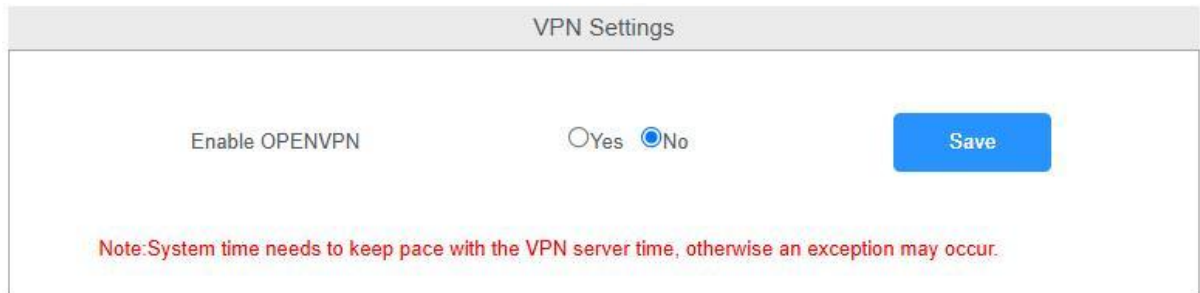 VPN Settings
Enable OPENVPN Yes No Save
Note:System time needs to keep pace with the VPN server time, otherwise an exception may occur.